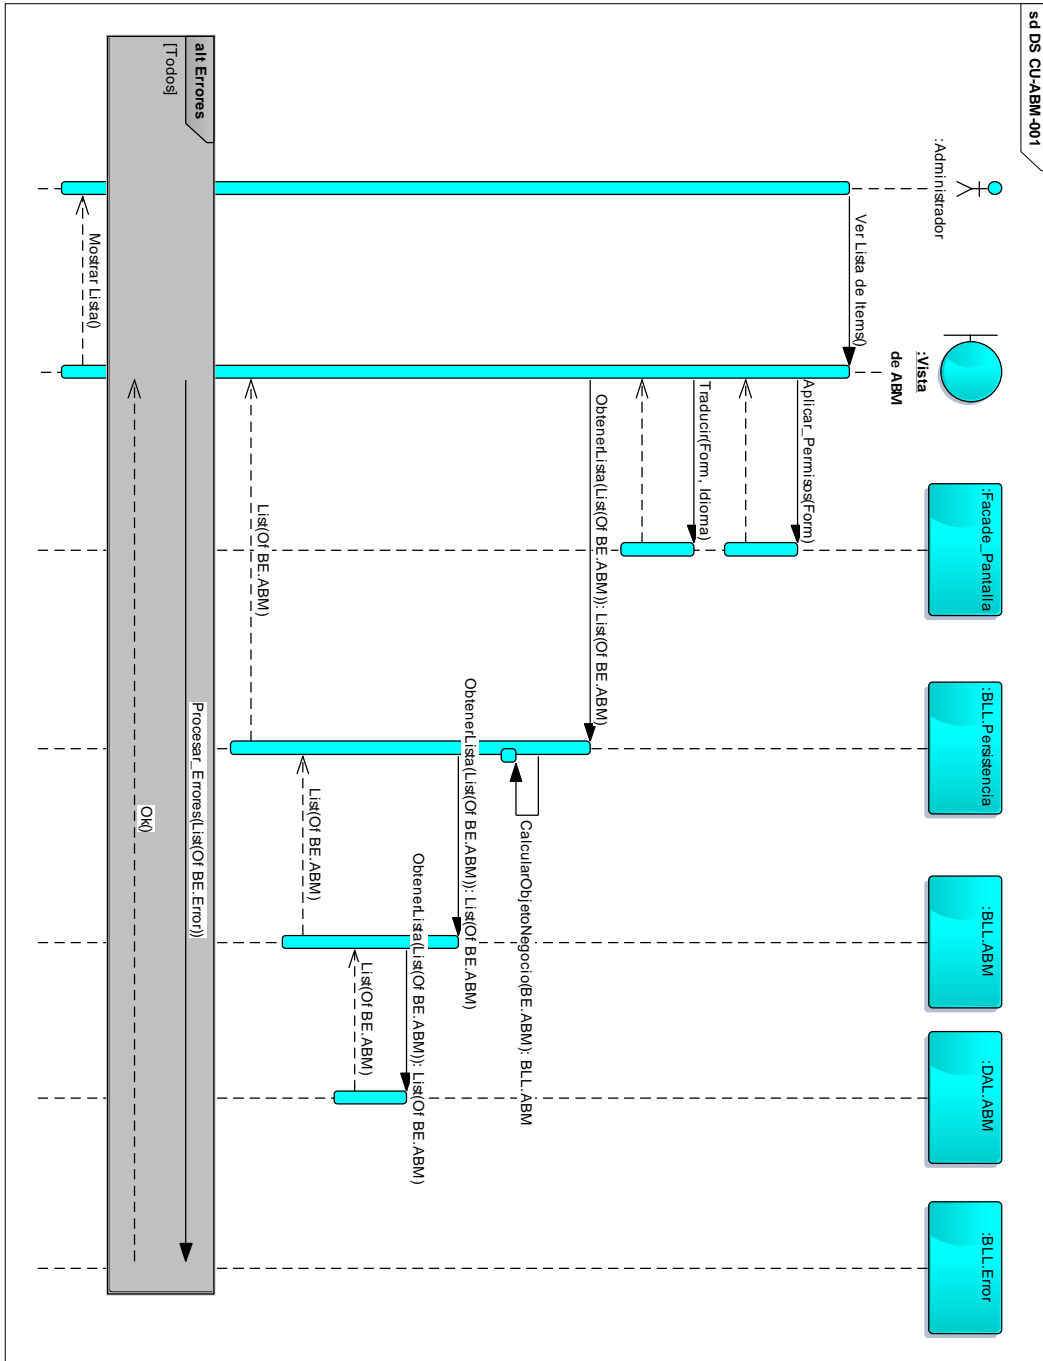 sd DS CU-ABM-001
:Administrador
:Vista
de ABM
:Facade_Pantalla
:BLL.Persistencia
:BLL.ABM
:DAL.ABM
:BLL.Error
Ver Lista de Items()
Aplicar_Permisos(Form)
Traducir(Form, Idioma)
ObtenerLista(List(Of BE.ABM)): List(Of BE.ABM)
CalcularObjetoNegocio(BE.ABM): BLL.ABM
ObtenerLista(List(Of BE.ABM)): List(Of BE.ABM)
ObtenerLista(List(Of BE.ABM)): List(Of BE.ABM)
List(Of BE.ABM)
List(Of BE.ABM)
List(Of BE.ABM)
alt Errores
[Todos]
Procesar_Errores(List(Of BE.Error))
Ok()
Mostrar Lista()